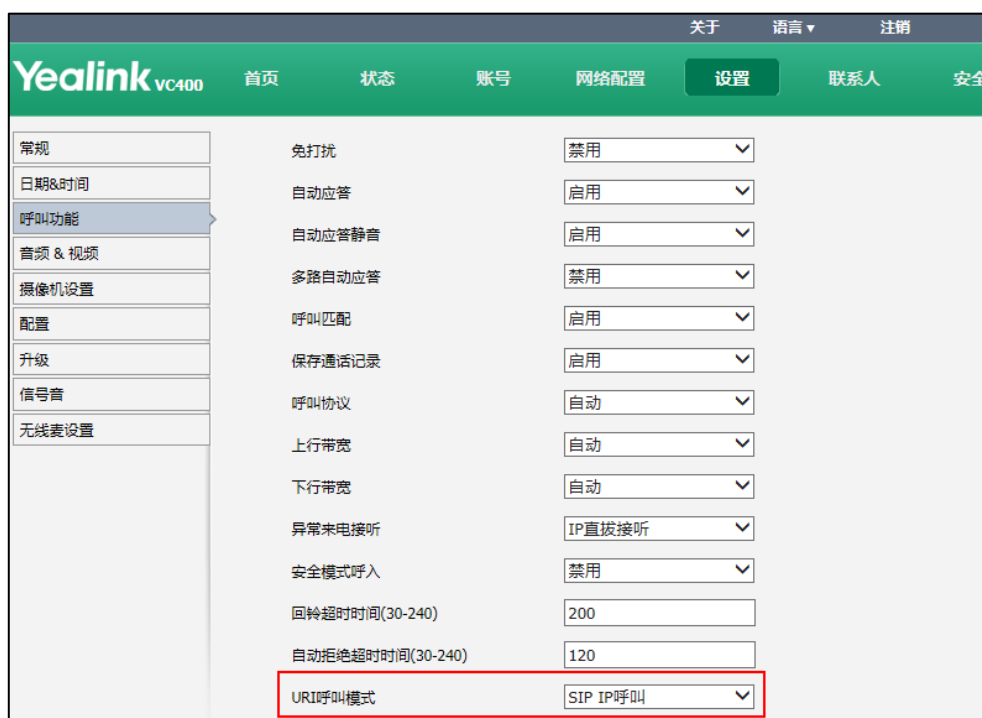 关于 语言▼ 注销
Yealink VC400 首页 状态 账号 网络配置 设置 联系人 安全
常规
日期&时间
呼叫功能
音频 & 视频
摄像机设置
配置
升级
信号音
无线麦设置
免打扰 禁用
自动应答 启用
自动应答静音 启用
多路自动应答 禁用
呼叫匹配 启用
保存通话记录 启用
呼叫协议 自动
上行带宽 自动
下行带宽 自动
异常来电接听 IP直拔接听
安全模式呼入 禁用
回铃超时时间(30-240) 200
自动拒绝超时时间(30-240) 120
URI呼叫模式 SIP IP呼叫